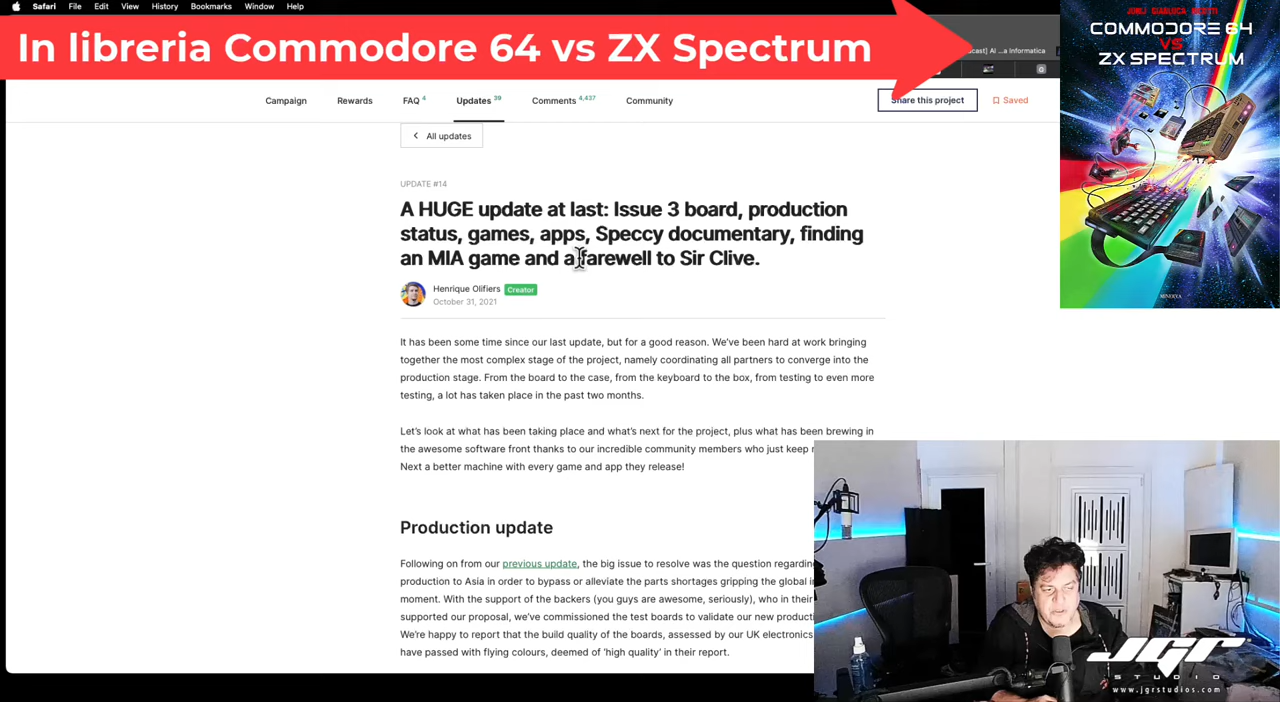 Safari File Edit View History Bookmarks Window Help
In libreria Commodore 64 vs ZX Spectrum
cast] AI ...a Informatica
G
COMMODORE 64
VS
ZX SPECTRUM
MINERVA
Campaign Rewards FAQ 4 Updates 39 Comments 4,437 Community Share this project Saved
All updates
UPDATE #14
A HUGE update at last: Issue 3 board, production
status, games, apps, Speccy documentary, finding
an MIA game and a farewell to Sir Clive.
Henrique Olifiers Creator
October 31, 2021
It has been some time since our last update, but for a good reason. We've been hard at work bringing
together the most complex stage of the project, namely coordinating all partners to converge into the
production stage. From the board to the case, from the keyboard to the box, from testing to even more
testing, a lot has taken place in the past two months.
Let's look at what has been taking place and what's next for the project, plus what has been brewing in
the awesome software front thanks to our incredible community members who just keep
Next a better machine with every game and app they release!
Production update
Following on from our previous update, the big issue to resolve was the question regardin
production to Asia in order to bypass or alleviate the parts shortages gripping the global i
moment. With the support of the backers (you guys are awesome, seriously), who in their
supported our proposal, we've commissioned the test boards to validate our new producti
We're happy to report that the build quality of the boards, assessed by our UK electronics
have passed with flying colours, deemed of 'high quality' in their report.
JGR
STUDIO
www.jgrstudios.com